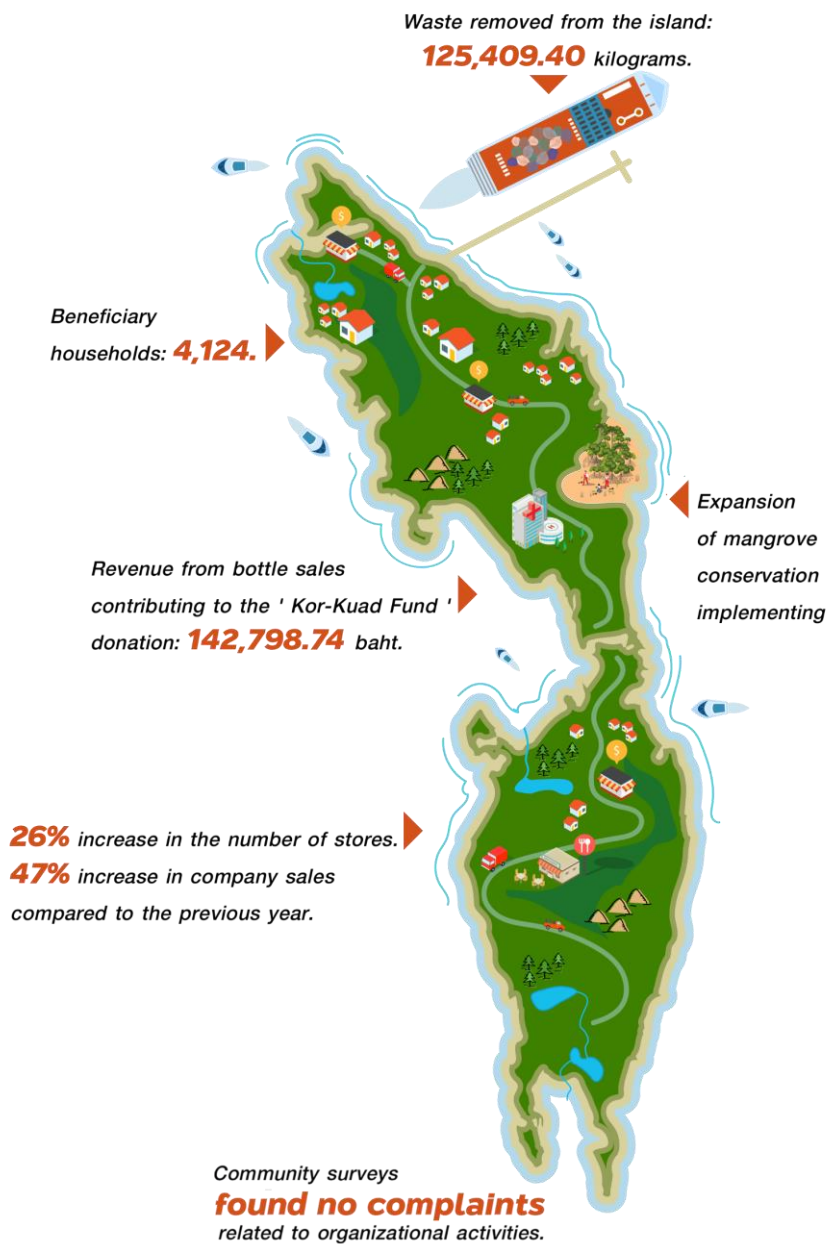 Waste removed from the island:
125,409.40 kilograms.
Beneficiary
households: 4,124.
Expansion
of mangrove
conservation
implementing
Revenue from bottle sales
contributing to the ' Kor-Kuad Fund '
donation: 142,798.74 baht.
26% increase in the number of stores.
47% increase in company sales
compared to the previous year.
Community surveys
found no complaints
related to organizational activities.